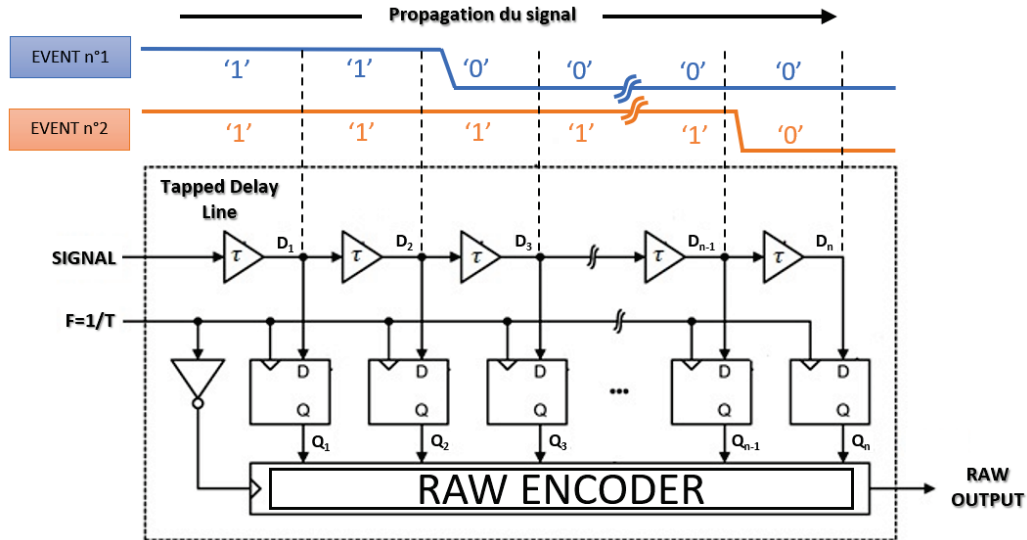 Propagation du signal
EVENT n°1
‘1’ ‘1’ ‘0’ ‘0’ ‘0’ ‘0’
EVENT n°2
‘1’ ‘1’ ‘1’ ‘1’ ‘1’ ‘0’
Tapped Delay
Line
SIGNAL
τ D₁ τ D₂ τ D₃ τ Dₙ₋₁ τ Dₙ
F=1/T
D D D D D
... 
Q Q Q Q Q
Q₁ Q₂ Q₃ Qₙ₋₁ Qₙ
RAW ENCODER
RAW
OUTPUT